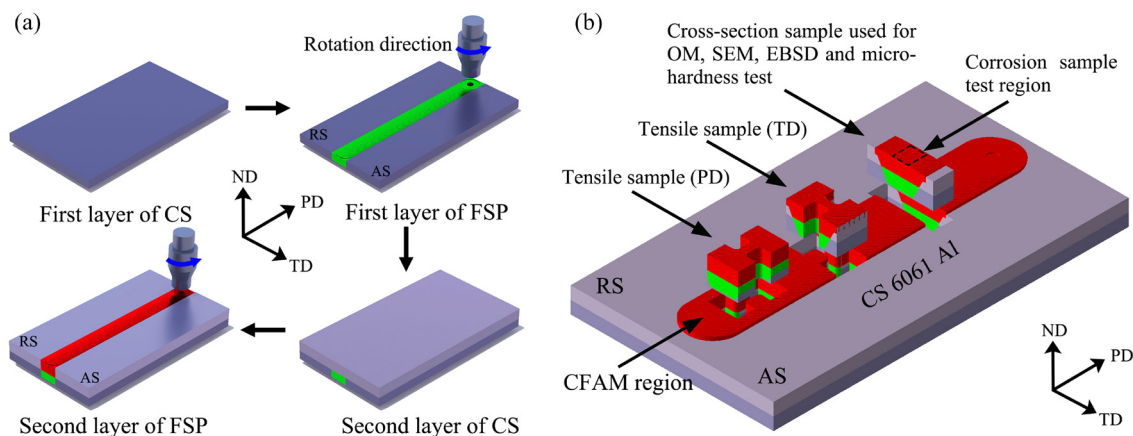 (a)
Rotation direction
RS
AS
First layer of CS
ND
PD
TD
First layer of FSP
RS
AS
Second layer of FSP
Second layer of CS
(b)
Cross-section sample used for
OM, SEM, EBSD and micro-
hardness test
Corrosion sample
test region
Tensile sample (TD)
Tensile sample (PD)
RS
CS 6061 Al
CFAM region
AS
ND
PD
TD